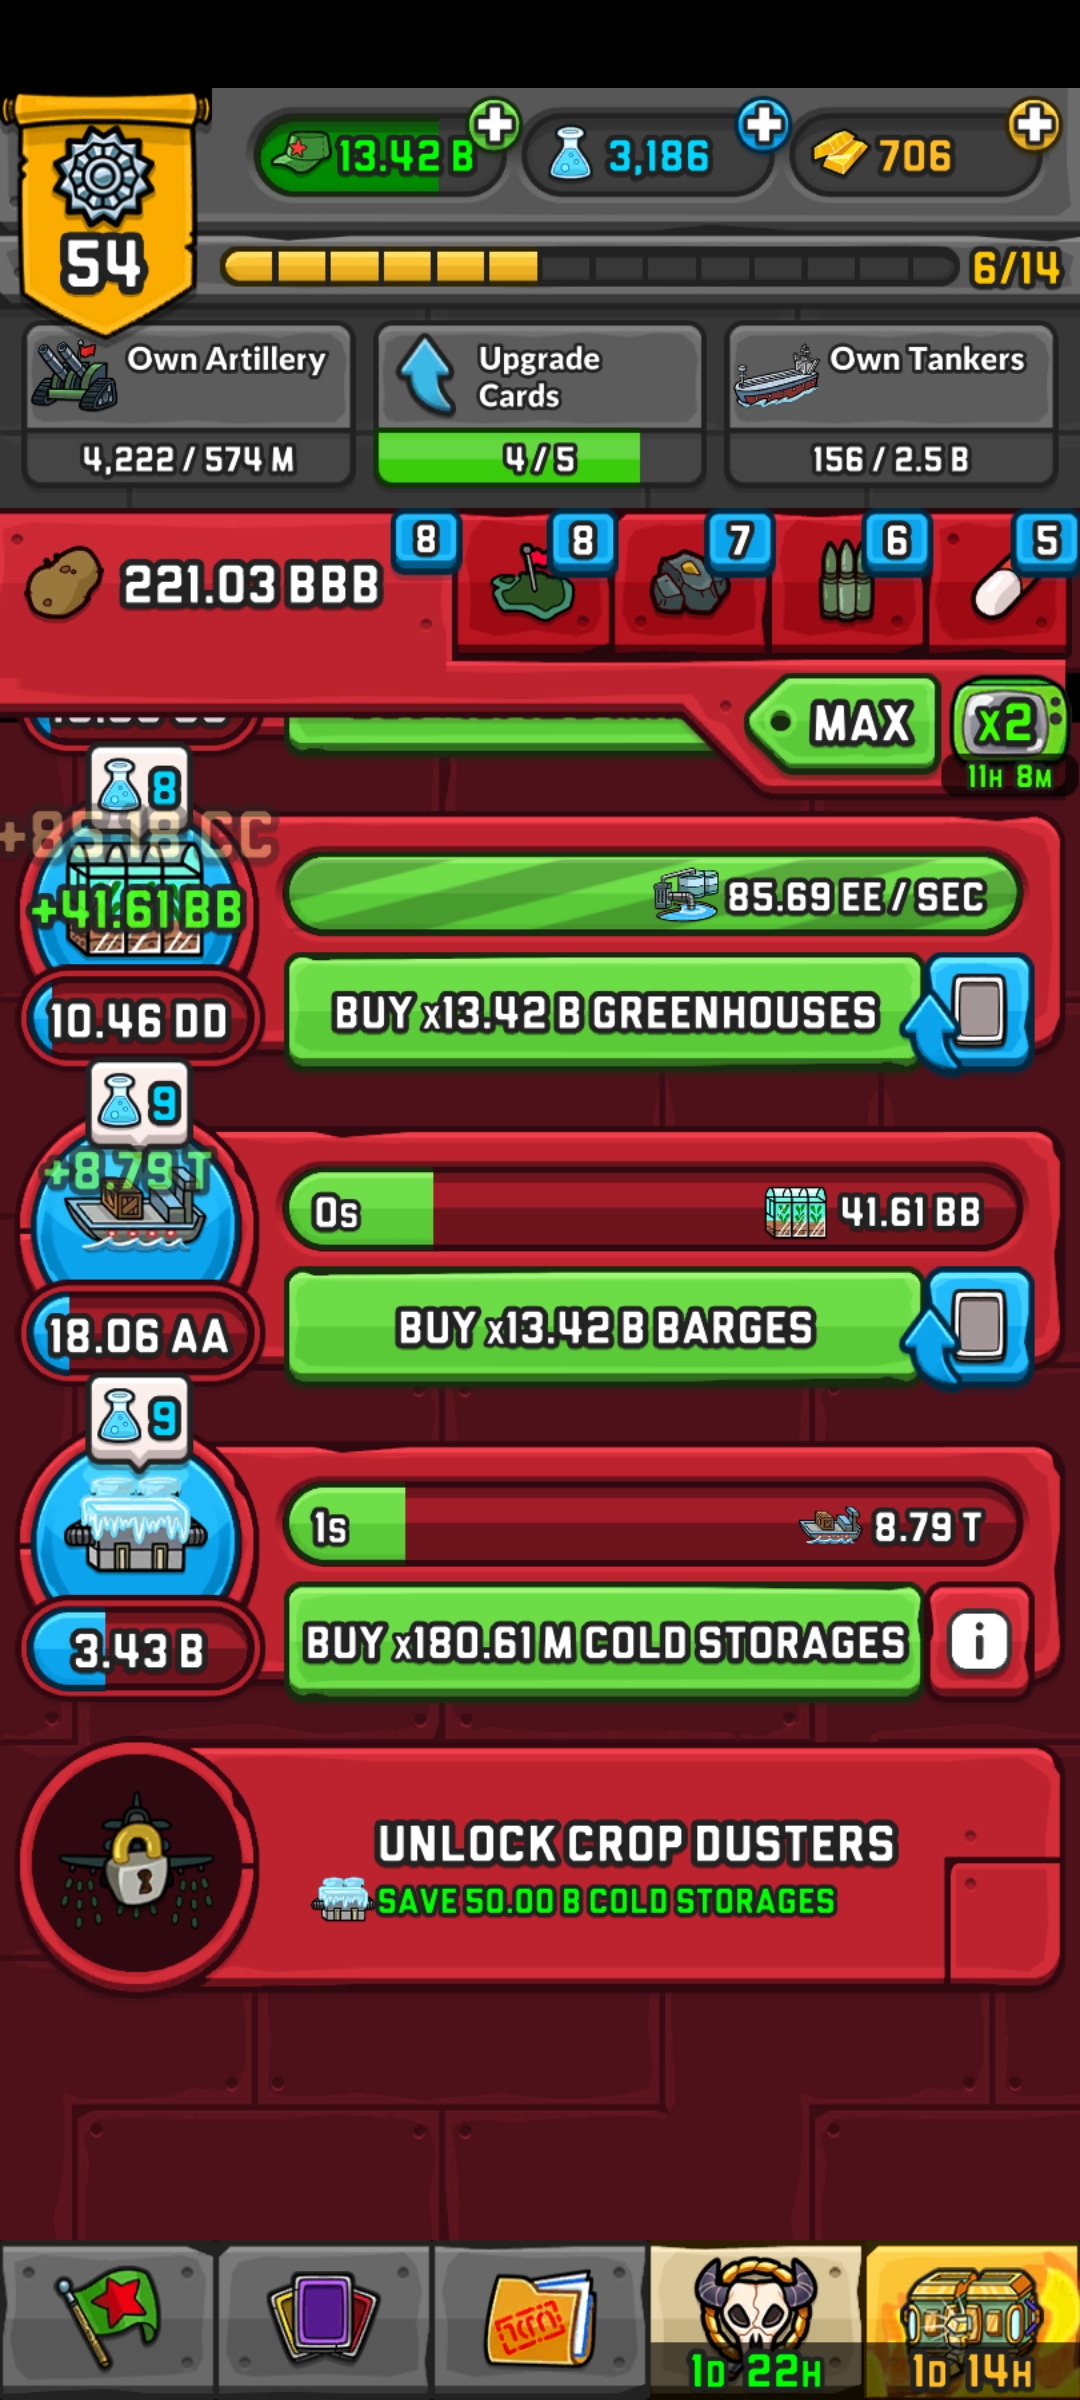 13.42 B
3,186
706
54
6/14
Own Artillery
4,222 / 574 M
Upgrade
Cards
4 / 5
Own Tankers
156 / 2.5 B
221.03 BBB
8
8
7
6
5
MAX
x2
11H 8M
8
+85.18 CC
+41.61 BB
85.69 EE / SEC
BUY x13.42 B GREENHOUSES
10.46 DD
9
+8.79 T
0s
41.61 BB
BUY x13.42 B BARGES
18.06 AA
9
1s
8.79 T
BUY x180.61 M COLD STORAGES
i
3.43 B
UNLOCK CROP DUSTERS
SAVE 50.00 B COLD STORAGES
1D 22H
1D 14H